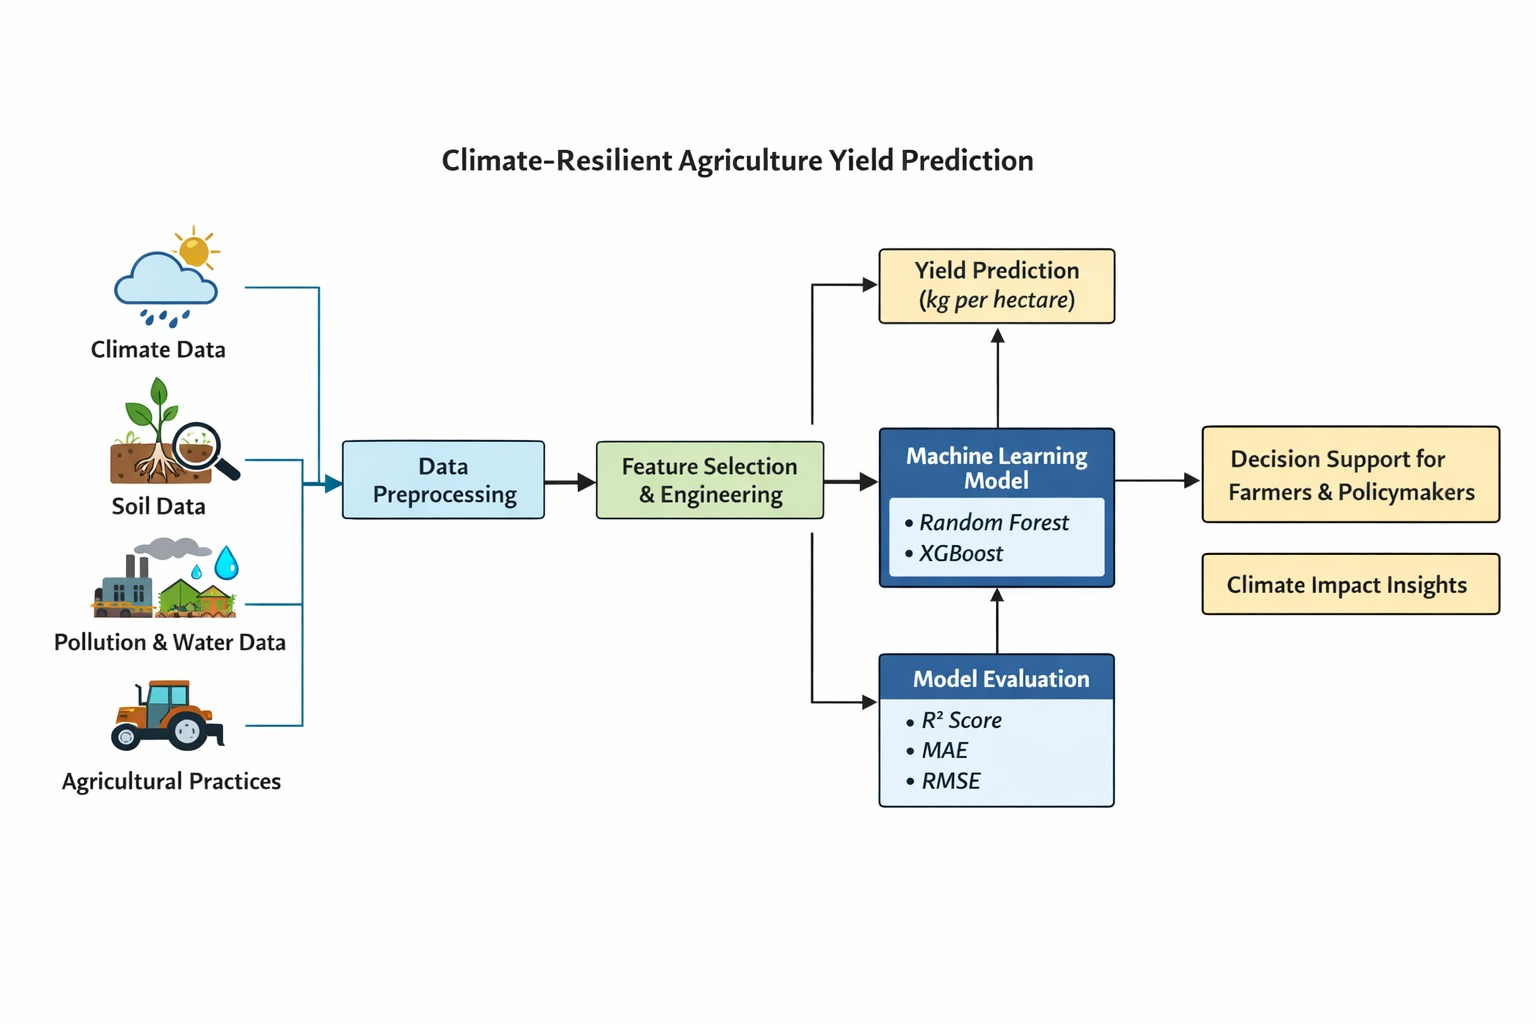 Climate-Resilient Agriculture Yield Prediction
Climate Data
Soil Data
Pollution & Water Data
Agricultural Practices
Data
Preprocessing
Feature Selection
& Engineering
Yield Prediction
(kg per hectare)
Machine Learning
Model
• Random Forest
• XGBoost
Model Evaluation
• R² Score
• MAE
• RMSE
Decision Support for
Farmers & Policymakers
Climate Impact Insights